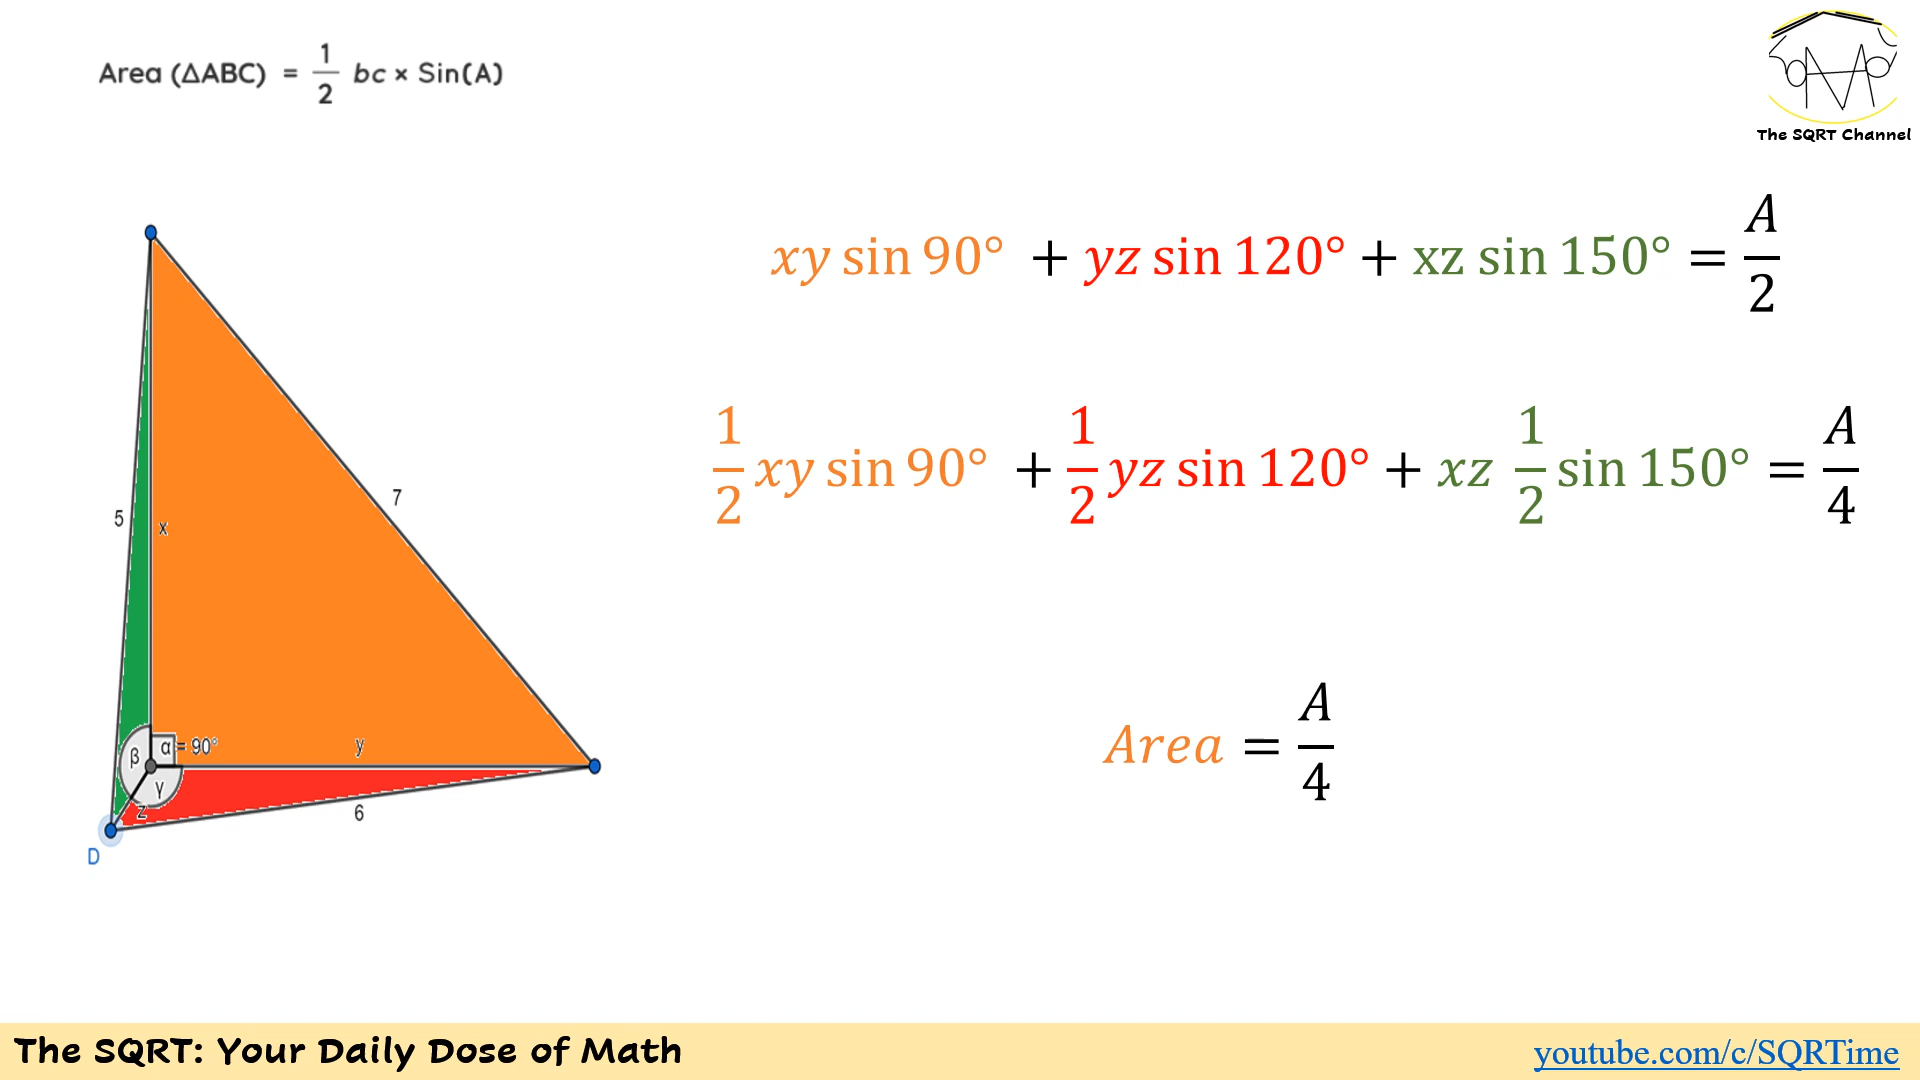 Area (ΔABC) = 1/2 bc × Sin(A)
The SQRT Channel
xy sin 90° + yz sin 120° + xz sin 150° = A/2
1/2 xy sin 90° + 1/2 yz sin 120° + xz 1/2 sin 150° = A/4
7
5
x
Area = A/4
β
α = 90°
y
γ
z
6
D
The SQRT: Your Daily Dose of Math
youtube.com/c/SQRTime